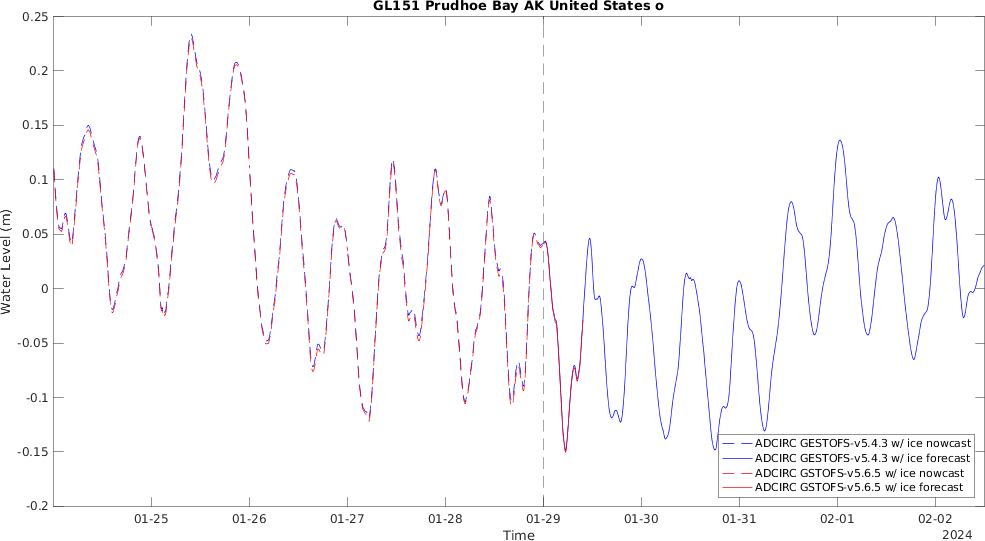 GL151 Prudhoe Bay AK United States o
0.25
0.2
0.15
0.1
0.05
0
-0.05
-0.1
-0.15
-0.2
Water Level (m)
01-25 01-26 01-27 01-28 01-29 01-30 01-31 02-01 02-02
Time
2024
ADCIRC GESTOFS-v5.4.3 w/ ice nowcast
ADCIRC GESTOFS-v5.4.3 w/ ice forecast
ADCIRC GSTOFS-v5.6.5 w/ ice nowcast
ADCIRC GSTOFS-v5.6.5 w/ ice forecast